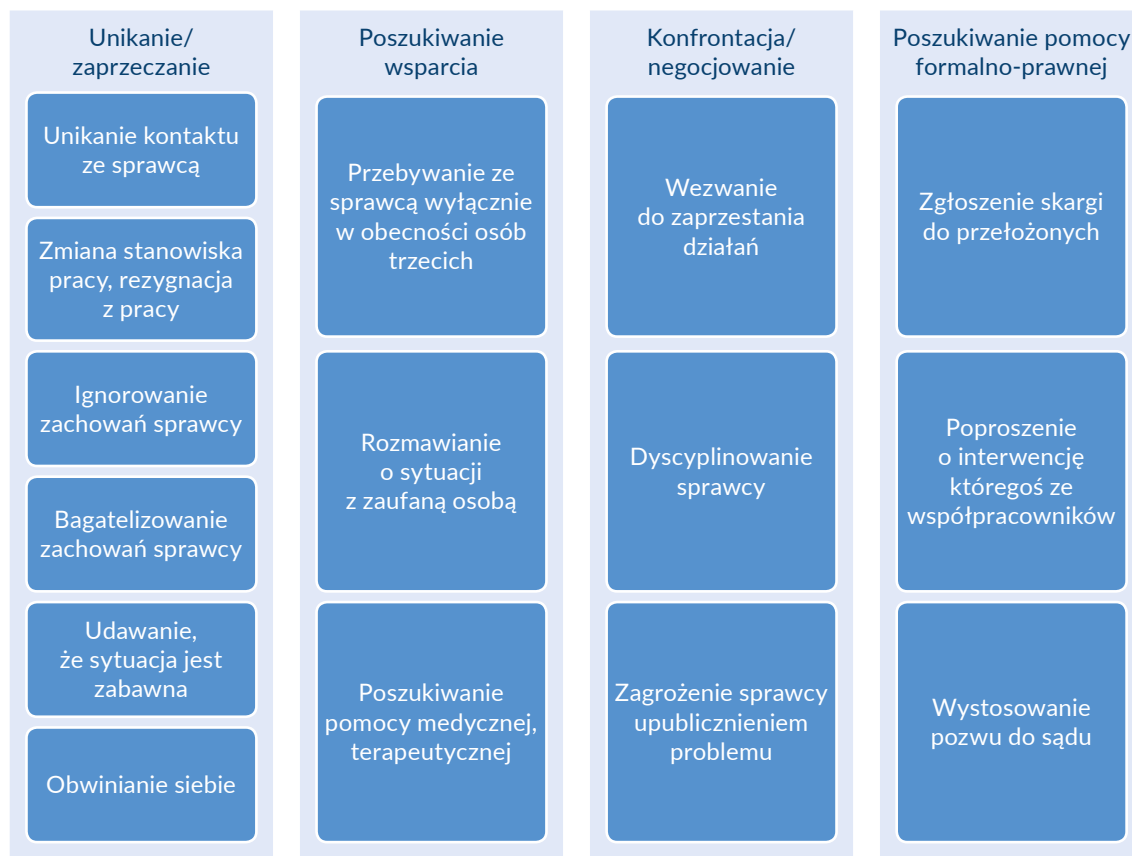 Unikanie/
zaprzeczanie
Unikanie kontaktu
ze sprawcą
Zmiana stanowiska
pracy, rezygnacja
z pracy
Ignorowanie
zachowań sprawcy
Bagatelizowanie
zachowań sprawcy
Udawanie,
że sytuacja jest
zabawna
Obwinianie siebie
Poszukiwanie
wsparcia
Przebywanie ze
sprawcą wyłącznie
w obecności osób
trzecich
Rozmawianie
o sytuacji
z zaufaną osobą
Poszukiwanie
pomocy medycznej,
terapeutycznej
Konfrontacja/
negocjowanie
Wezwanie
do zaprzestania
działań
Dyscyplinowanie
sprawcy
Zagrożenie sprawcy
upublicznieniem
problemu
Poszukiwanie pomocy
formalno-prawnej
Zgłoszenie skargi
do przełożonych
Poproszenie
o interwencję
któregoś ze
współpracowników
Wystosowanie
pozwu do sądu